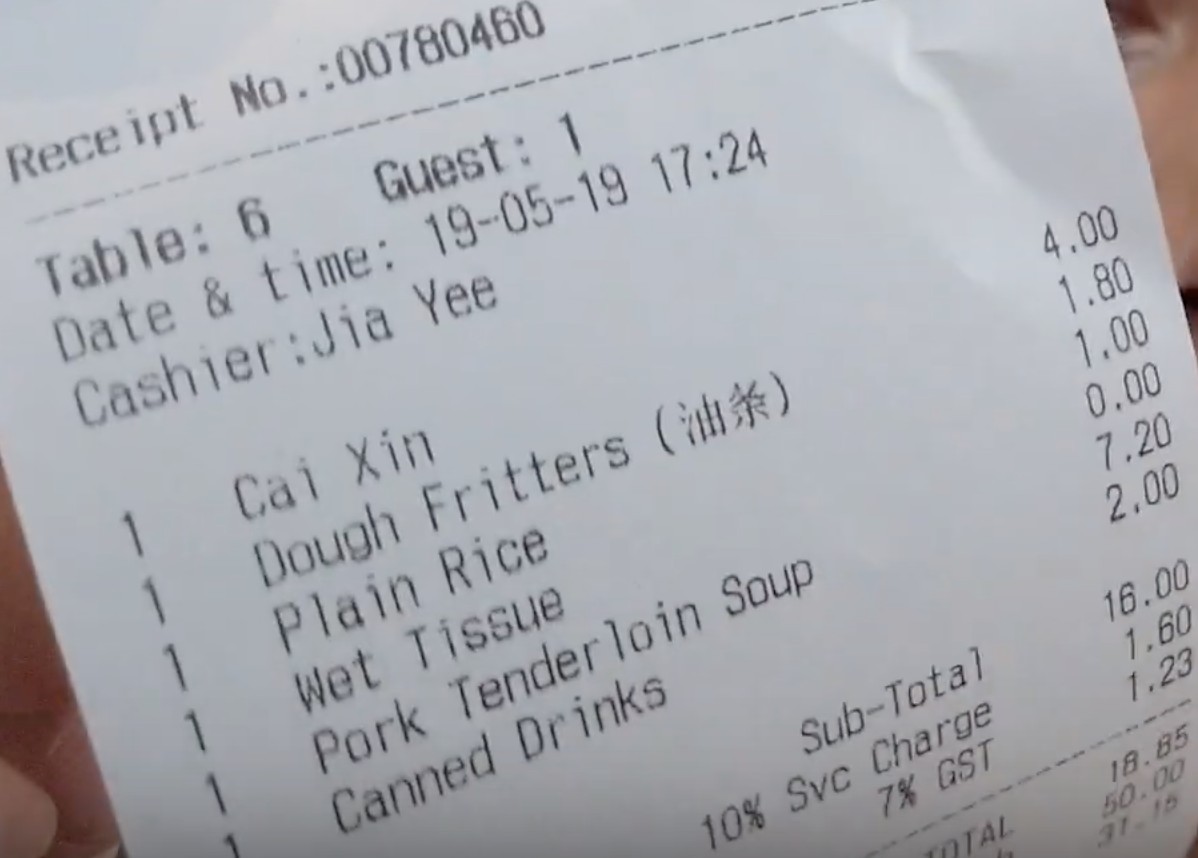 Receipt No.:00780460
Table: 6 Guest: 1
Date & time: 19-05-19 17:24
Cashier:Jia Yee
1 Cai Xin 4.00
1 Dough Fritters (油条) 1.80
1 Plain Rice 1.00
1 Wet Tissue 0.00
1 Pork Tenderloin Soup 7.20
1 Canned Drinks 2.00
Sub-Total 16.00
10% Svc Charge 1.60
7% GST 1.23
TOTAL 18.85
50.00
31.15